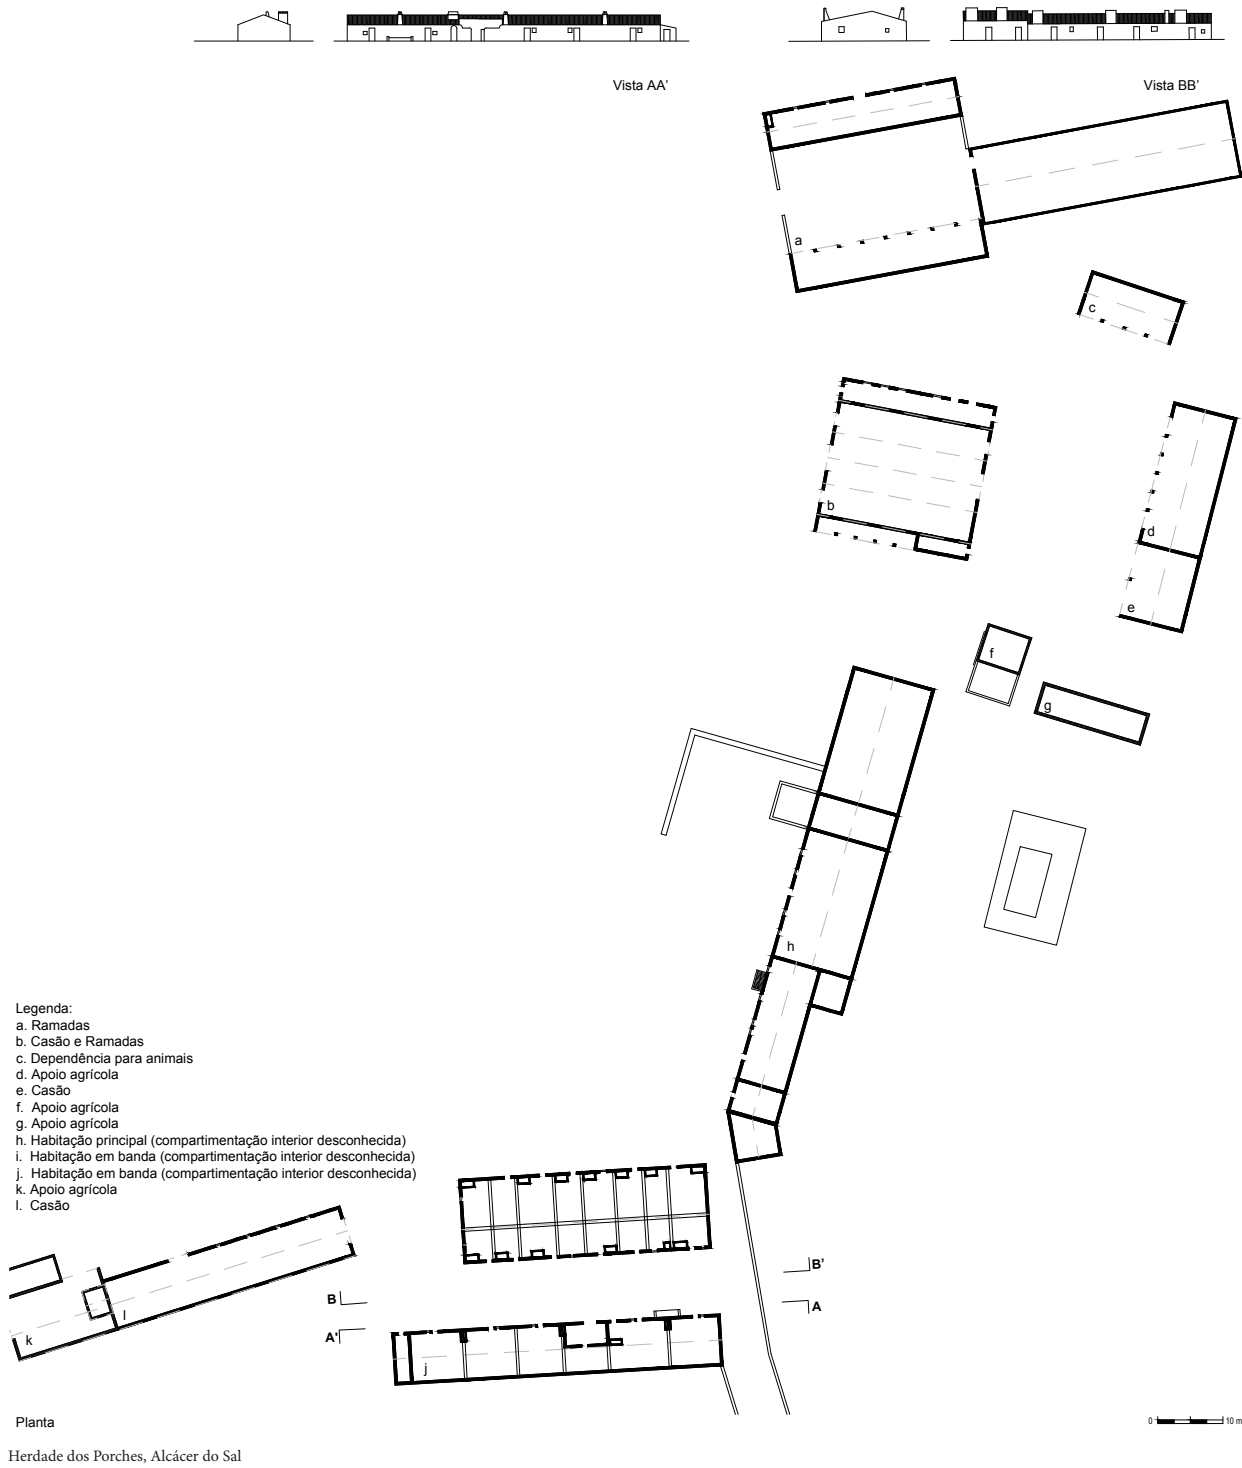 Vista AA’
Vista BB’
a
c
b
d
e
f
g
h
Legenda:
a. Ramadas
b. Casão e Ramadas
c. Dependência para animais
d. Apoio agrícola
e. Casão
f. Apoio agrícola
g. Apoio agrícola
h. Habitação principal (compartimentação interior desconhecida)
i. Habitação em banda (compartimentação interior desconhecida)
j. Habitação em banda (compartimentação interior desconhecida)
k. Apoio agrícola
l. Casão
B’
B
A
A’
l
k
j
Planta
0 10 m
Herdade dos Porches, Alcácer do Sal